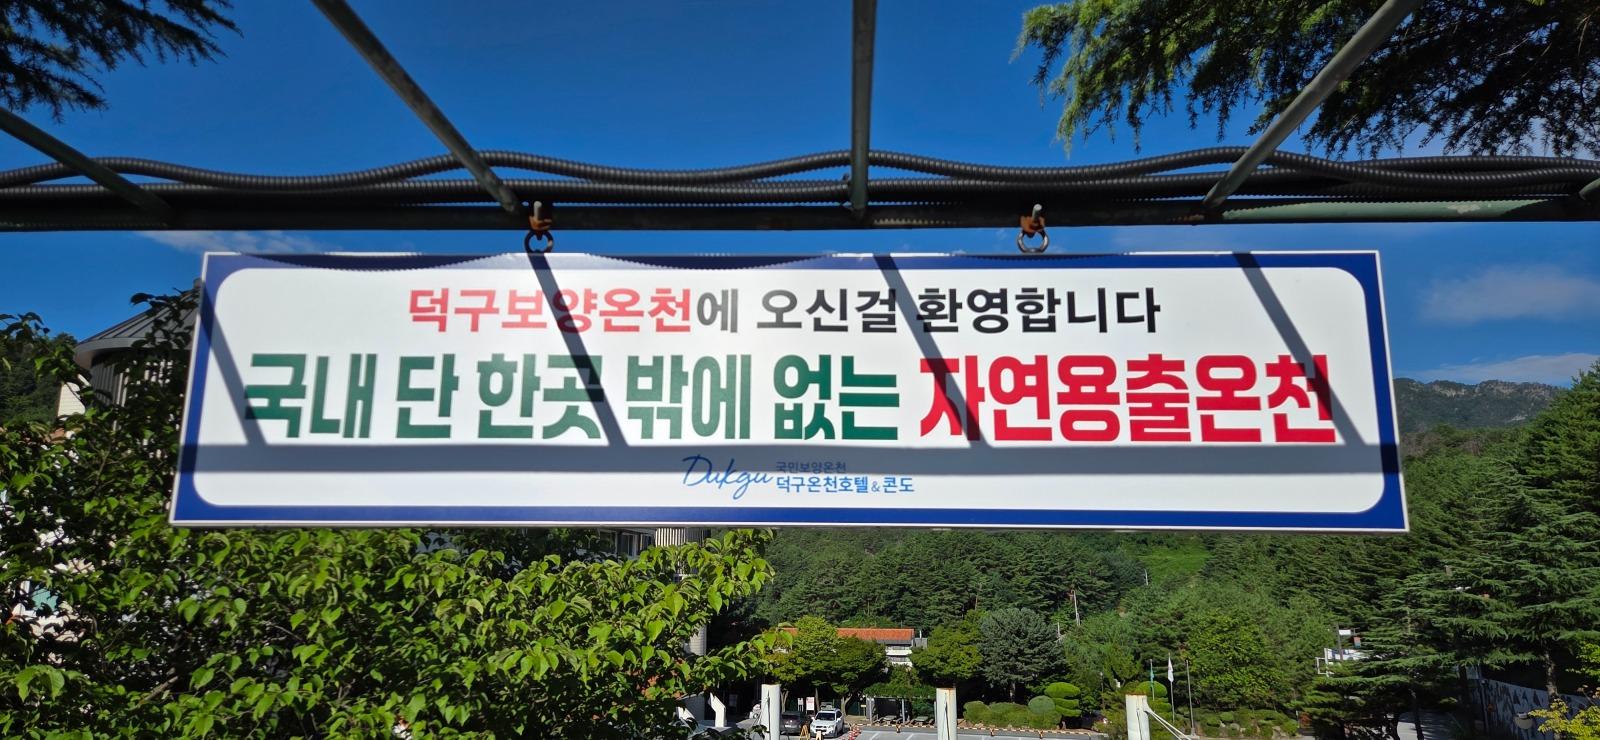 덕구보양온천에 오신걸 환영합니다
국내 단 한곳 밖에 없는 자연용출온천
Dukgu 국민보양온천
덕구온천호텔&콘도